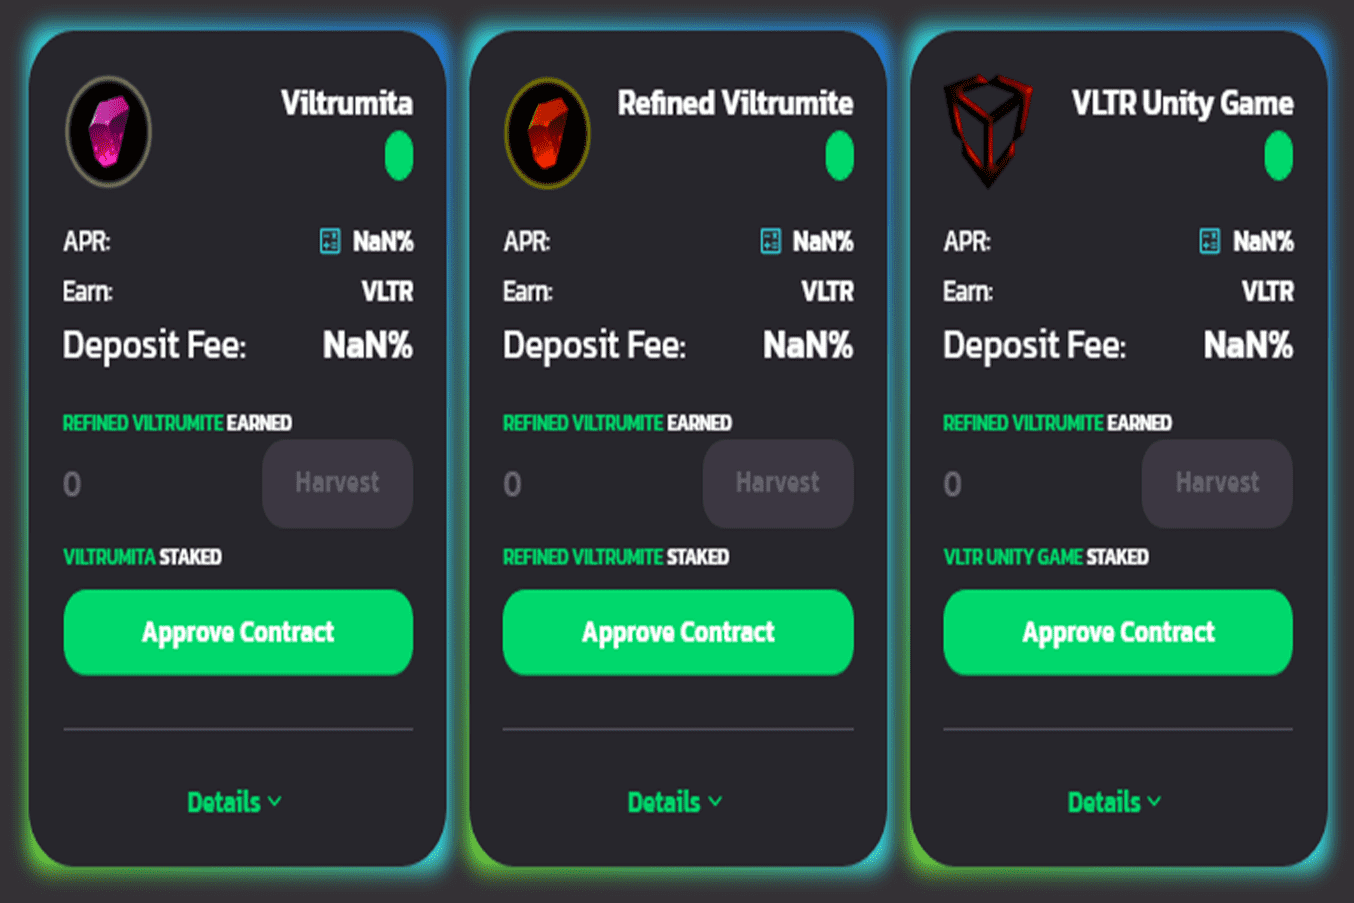 Viltrumita
APR: NaN%
Earn: VLTR
Deposit Fee: NaN%
REFINED VILTRUMITE EARNED
0 Harvest
VILTRUMITA STAKED
Approve Contract
Details
Refined Viltrumite
APR: NaN%
Earn: VLTR
Deposit Fee: NaN%
REFINED VILTRUMITE EARNED
0 Harvest
REFINED VILTRUMITE STAKED
Approve Contract
Details
VLTR Unity Game
APR: NaN%
Earn: VLTR
Deposit Fee: NaN%
REFINED VILTRUMITE EARNED
0 Harvest
VLTR UNITY GAME STAKED
Approve Contract
Details